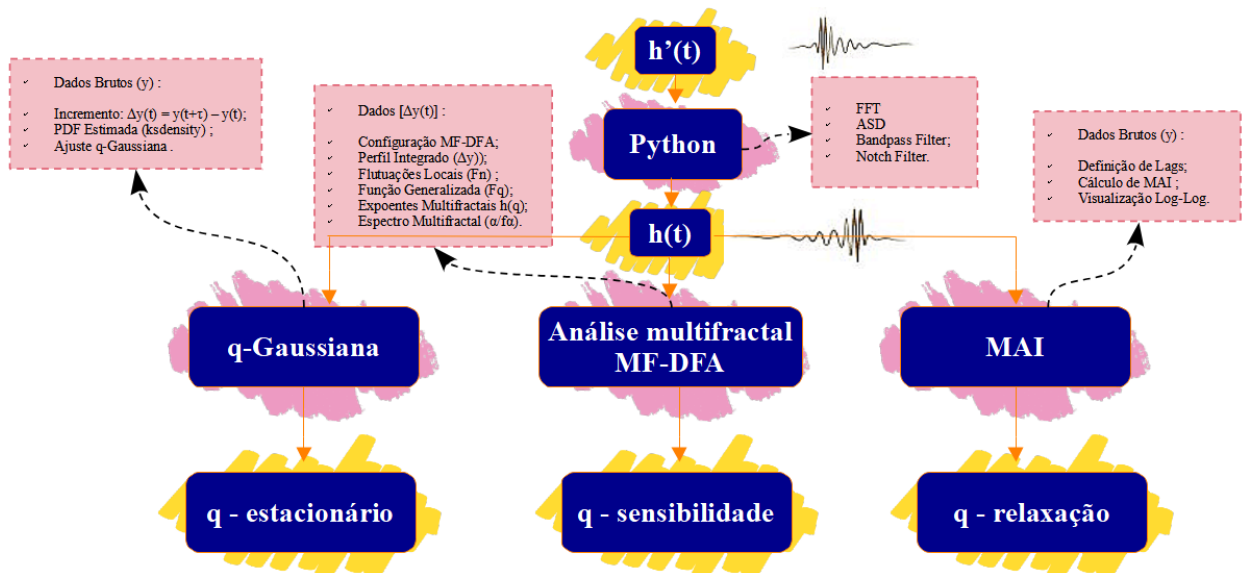 h’(t)
Dados Brutos (y) :
Incremento: Δy(t) = y(t+τ) – y(t);
PDF Estimada (ksdensity) ;
Ajuste q-Gaussiana .
Dados [Δy(t)] :
Configuração MF-DFA;
Perfil Integrado (Δy));
Flutuações Locais (Fn) ;
Função Generalizada (Fq);
Expoentes Multifractais h(q);
Espectro Multifractal (α/fα).
Python
FFT
ASD
Bandpass Filter;
Notch Filter.
Dados Brutos (y) :
Definição de Lags;
Cálculo de MAI ;
Visualização Log-Log.
h(t)
q-Gaussiana
Análise multifractal
MF-DFA
MAI
q - estacionário
q - sensibilidade
q - relaxação